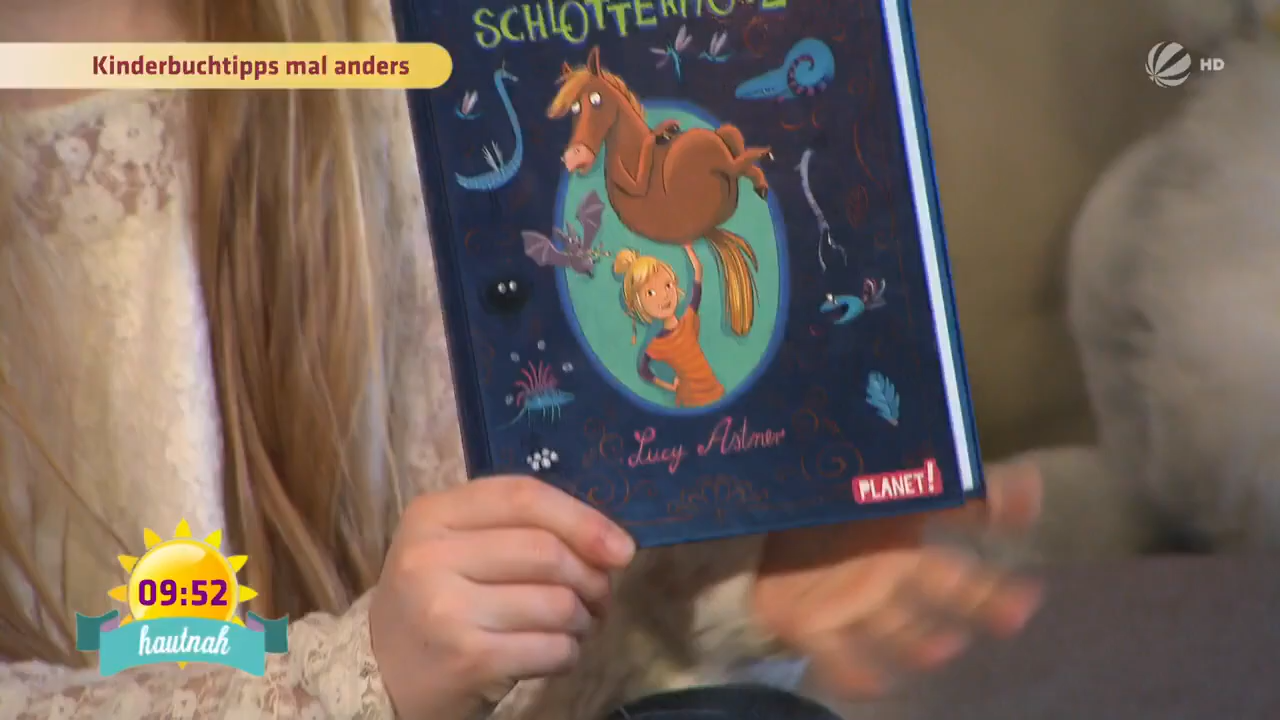 Kinderbuchtipps mal anders
HD
Lucy Astner
PLANET!
09:52
hautnah